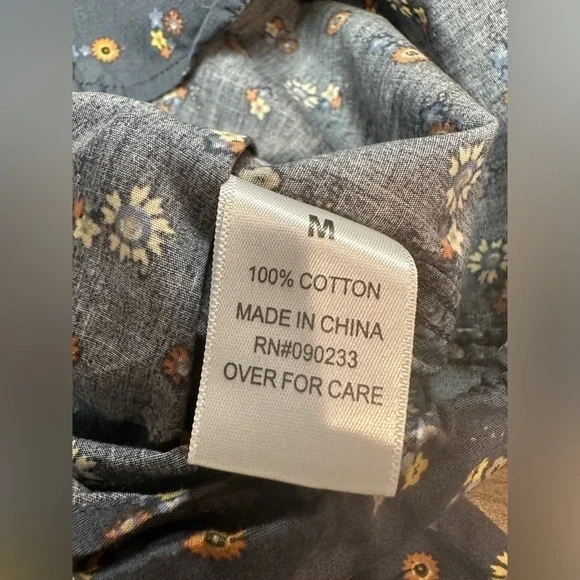 M
100% COTTON
MADE IN CHINA
RN#090233
OVER FOR CARE